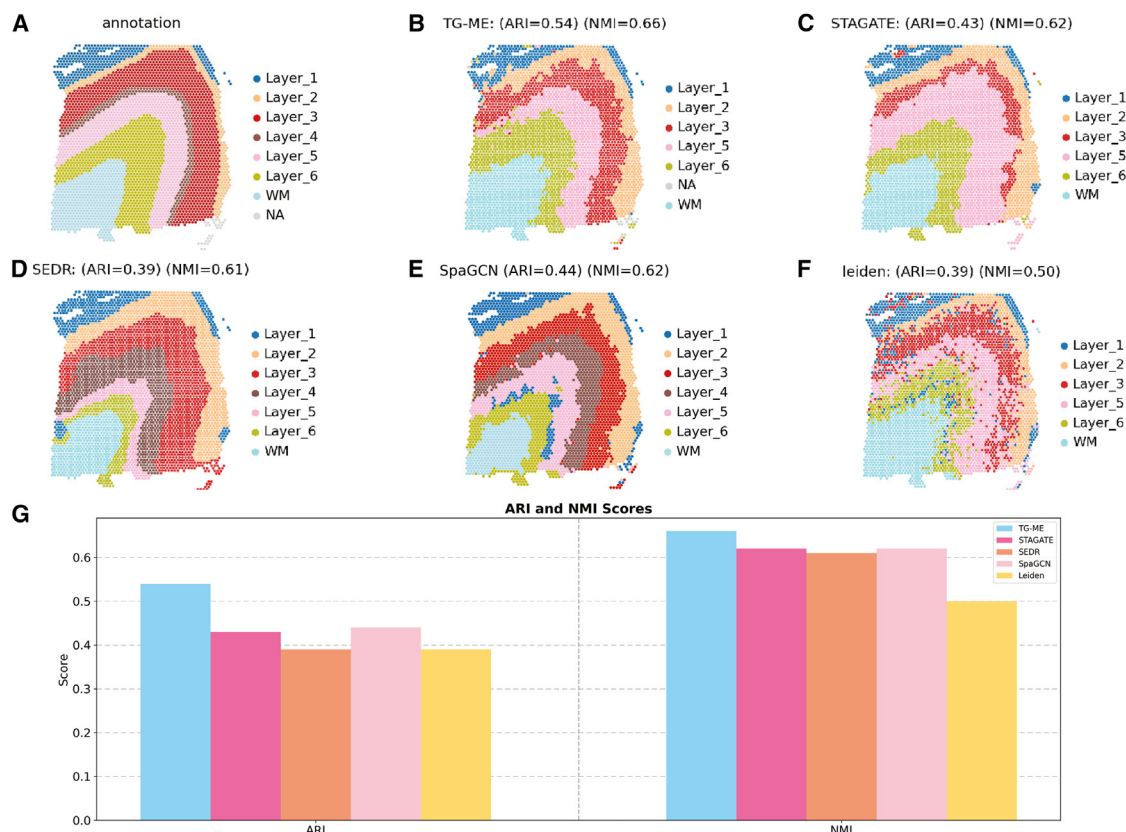 A annotation
Layer_1
Layer_2
Layer_3
Layer_4
Layer_5
Layer_6
WM
NA
B TG-ME: (ARI=0.54) (NMI=0.66)
Layer_1
Layer_2
Layer_3
Layer_5
Layer_6
NA
WM
C STAGATE: (ARI=0.43) (NMI=0.62)
Layer_1
Layer_2
Layer_3
Layer_5
Layer_6
WM
D SEDR: (ARI=0.39) (NMI=0.61)
Layer_1
Layer_2
Layer_3
Layer_4
Layer_5
Layer_6
WM
E SpaGCN (ARI=0.44) (NMI=0.62)
Layer_1
Layer_2
Layer_3
Layer_4
Layer_5
Layer_6
WM
F leiden: (ARI=0.39) (NMI=0.50)
Layer_1
Layer_2
Layer_3
Layer_5
Layer_6
WM
G ARI and NMI Scores
TG-ME
STAGATE
SEDR
SpaGCN
Leiden
Score
0.6
0.5
0.4
0.3
0.2
0.1
0.0
ARI
NMI